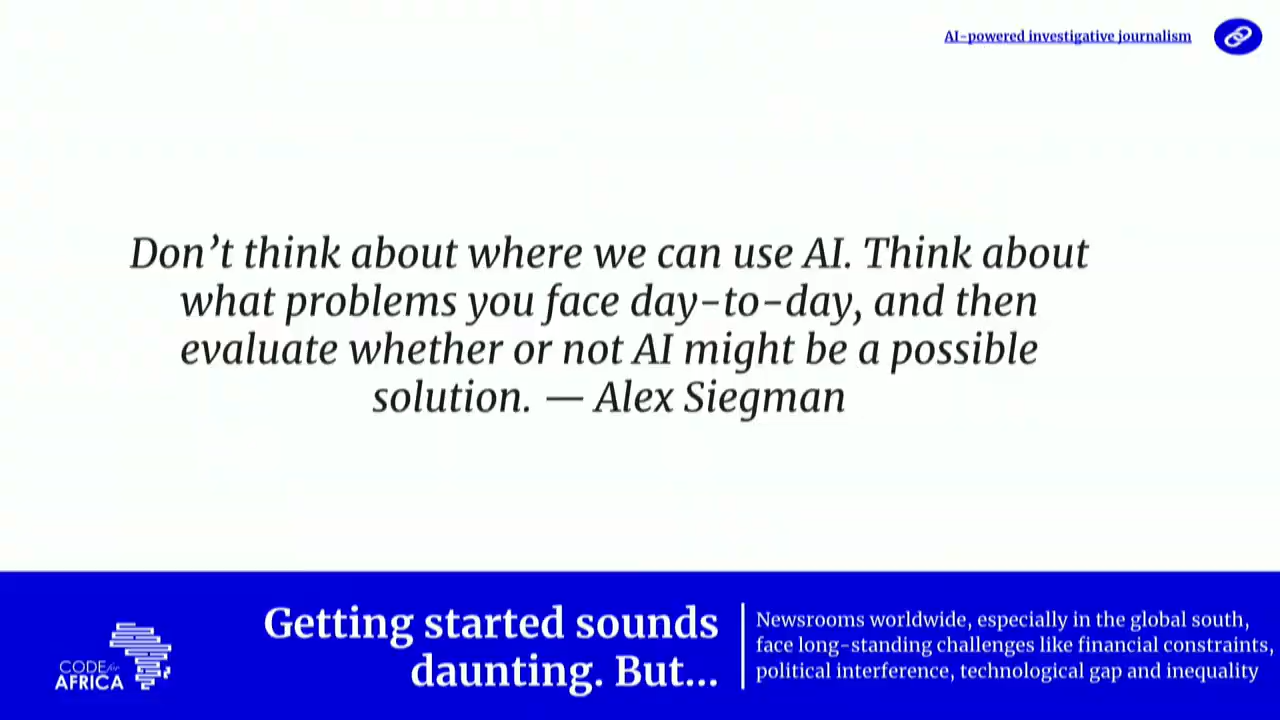 AI-powered investigative journalism
Don’t think about where we can use AI. Think about
what problems you face day-to-day, and then
evaluate whether or not AI might be a possible
solution. — Alex Siegman
Getting started sounds
daunting. But...
Newsrooms worldwide, especially in the global south,
face long-standing challenges like financial constraints,
political interference, technological gap and inequality
CODE for
AFRICA